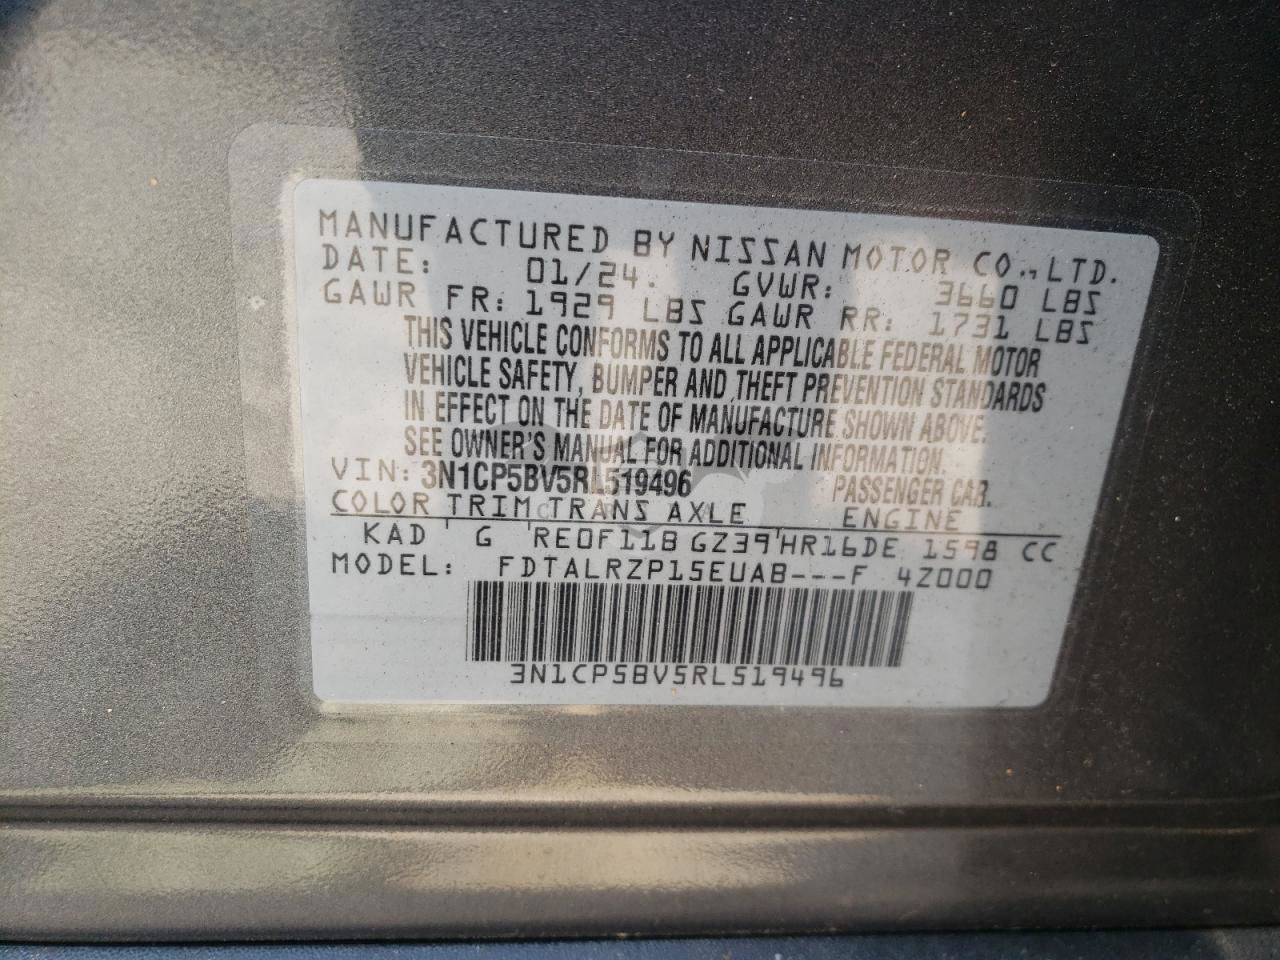 MANUFACTURED BY NISSAN MOTOR CO., LTD.
DATE: 01/24. GVWR: 3660 LBS
GAWR FR: 1929 LBS GAWR RR: 1731 LBS
THIS VEHICLE CONFORMS TO ALL APPLICABLE FEDERAL MOTOR
VEHICLE SAFETY, BUMPER AND THEFT PREVENTION STANDARDS
IN EFFECT ON THE DATE OF MANUFACTURE SHOWN ABOVE.
SEE OWNER'S MANUAL FOR ADDITIONAL INFORMATION.
VIN: 3N1CP5BV5RL519496 PASSENGER CAR.
COLOR TRIM TRANS AXLE ENGINE
KAD G RE0F11B GZ39 HR16DE 1598 CC
MODEL: FDTALRZP15EUAB---F 4Z000
3N1CP5BV5RL519496